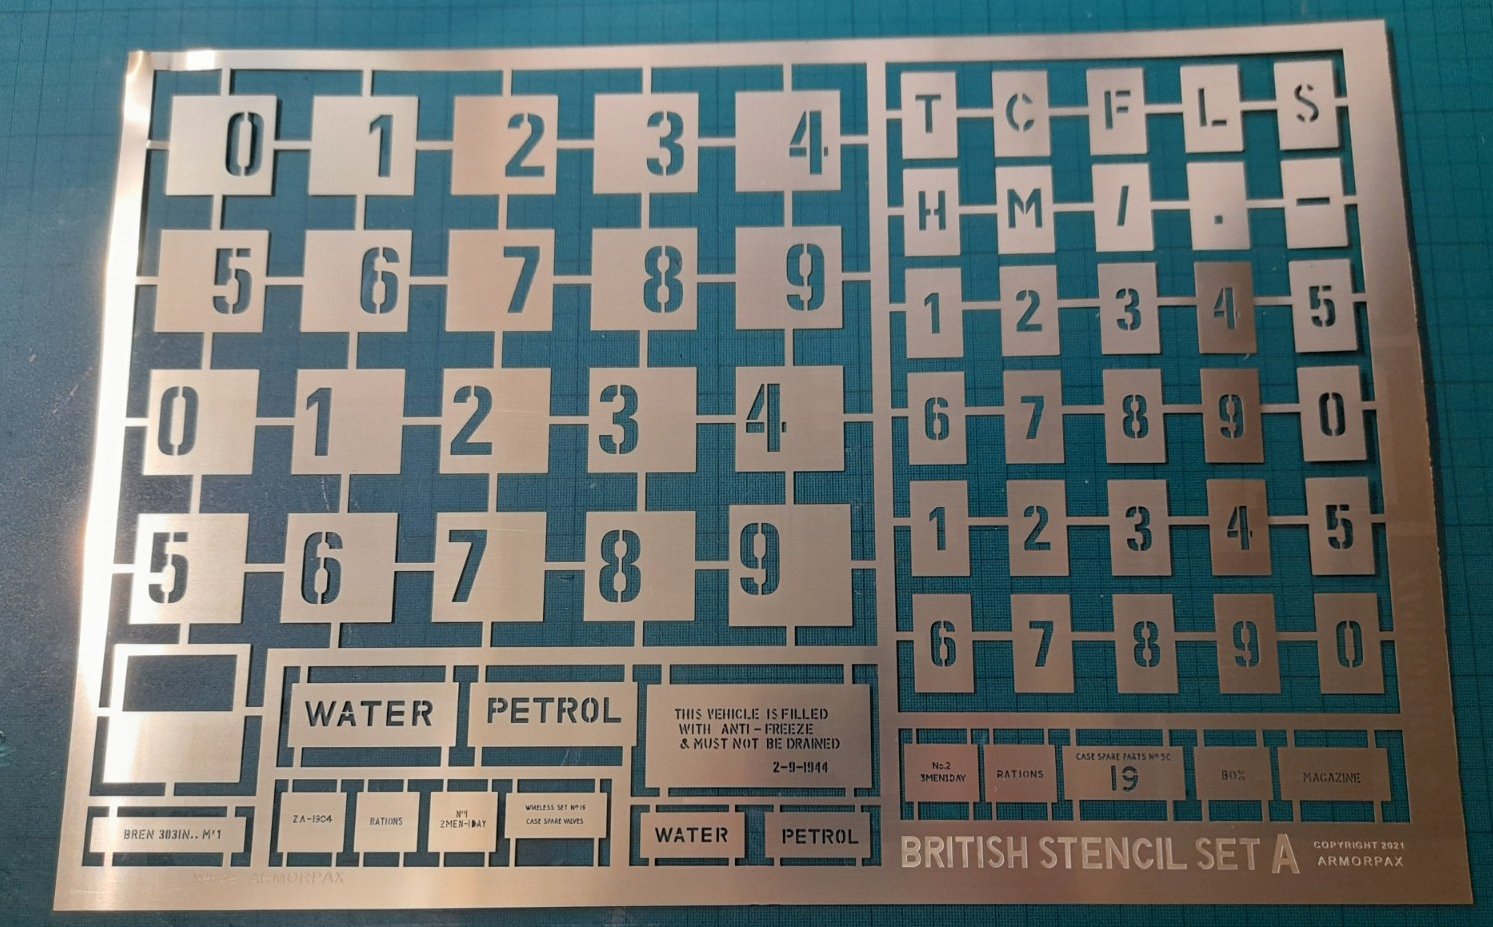 0 1 2 3 4
5 6 7 8 9
0 1 2 3 4
5 6 7 8 9
T C F L S
H M / . -
1 2 3 4 5
6 7 8 9 0
1 2 3 4 5
6 7 8 9 0
WATER
PETROL
THIS VEHICLE IS FILLED
WITH ANTI-FREEZE
& MUST NOT BE DRAINED
2-9-1944
No.2
3MEN1DAY
RATIONS
CASE SPARE PARTS Nº 5C
19
BOX
MAGAZINE
BREN 303IN.. Mº1
ZA-1904
RATIONS
Nº1
2MEN-1DAY
WIRELESS SET Nº 19
CASE SPARE VALVES
WATER
PETROL
BRITISH STENCIL SET A
COPYRIGHT 2021
ARMORPAX
ARMORPAX